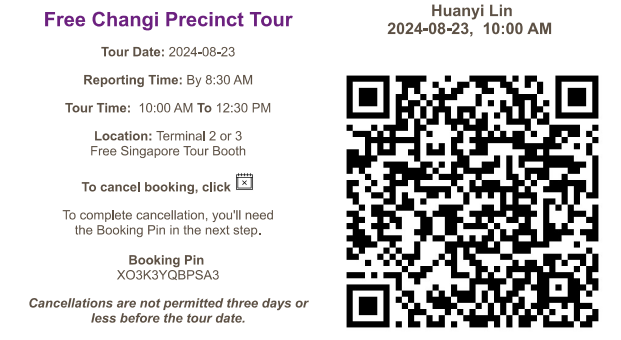 Free Changi Precinct Tour
Tour Date: 2024-08-23
Reporting Time: By 8:30 AM
Tour Time: 10:00 AM To 12:30 PM
Location: Terminal 2 or 3
Free Singapore Tour Booth
To cancel booking, click
To complete cancellation, you'll need
the Booking Pin in the next step.
Booking Pin
XO3K3YQBPSA3
Cancellations are not permitted three days or
less before the tour date.
Huanyi Lin
2024-08-23, 10:00 AM